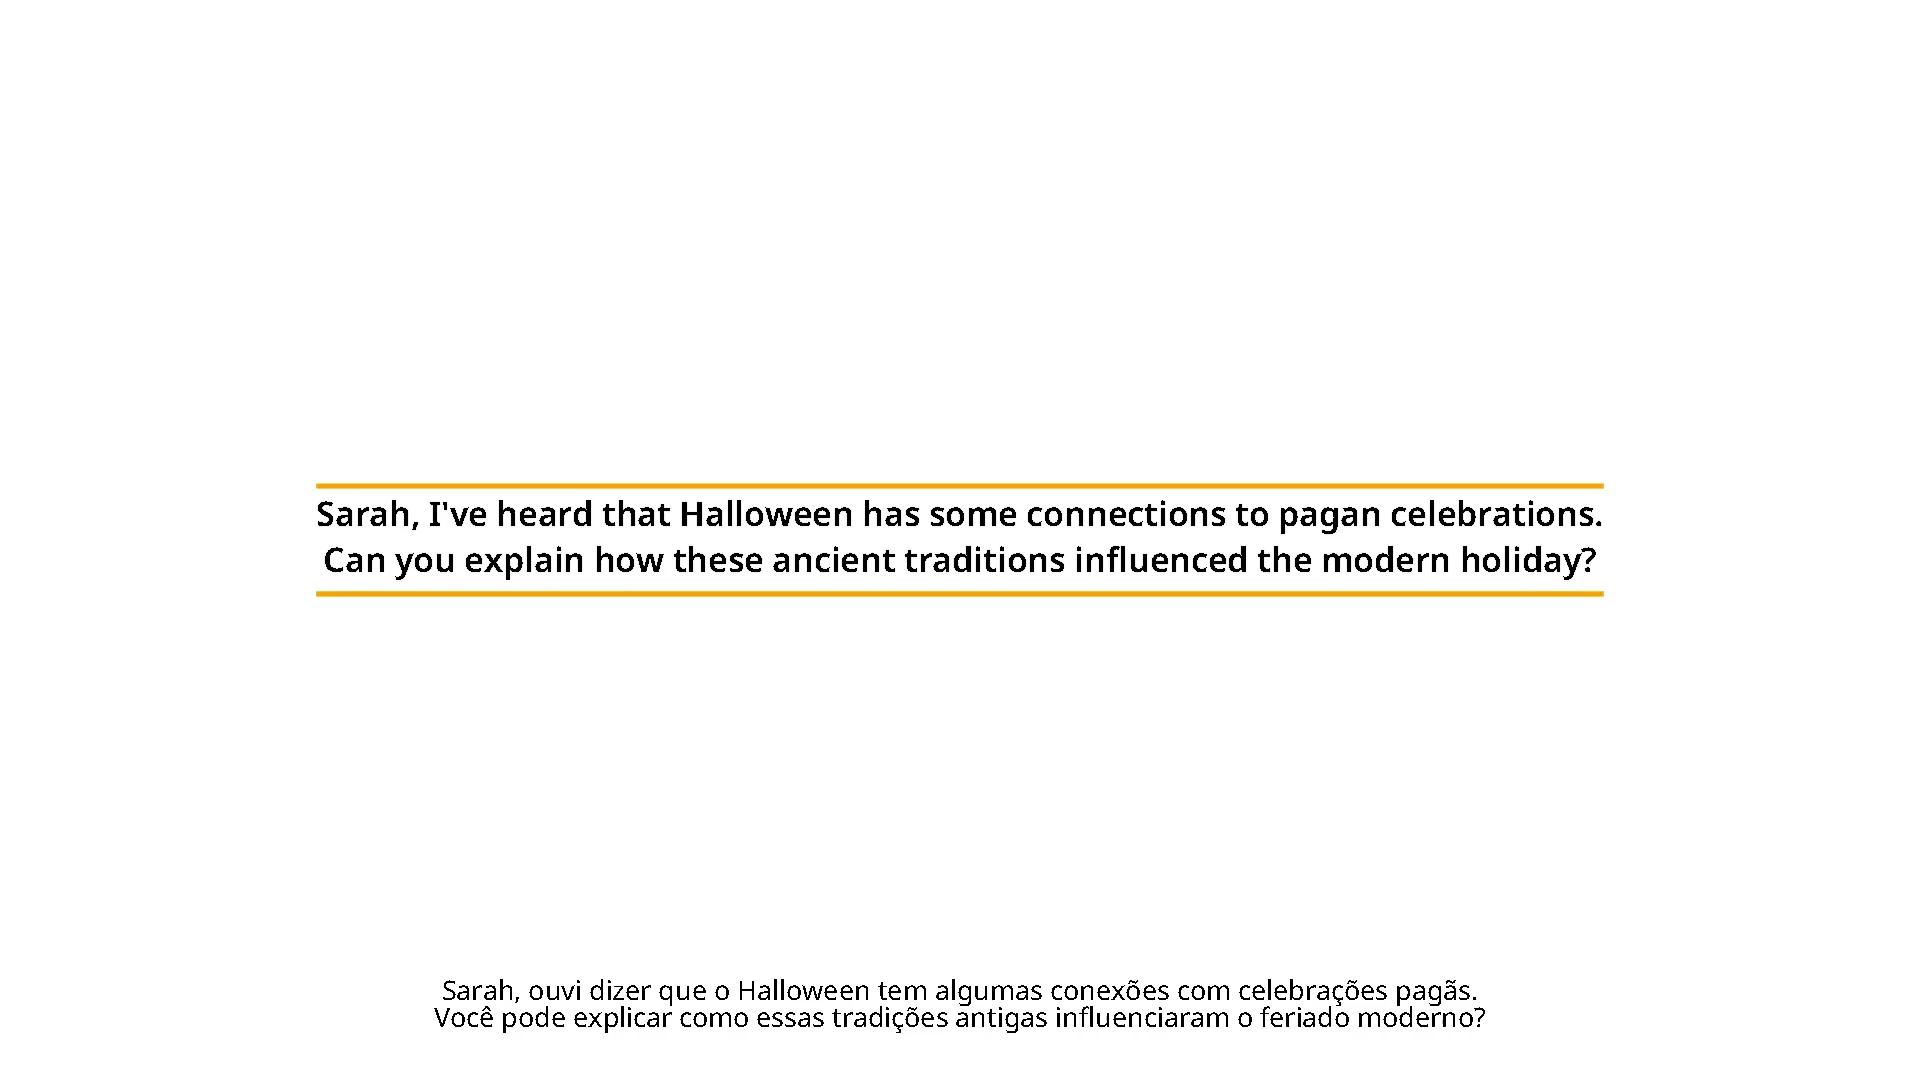 Sarah, I've heard that Halloween has some connections to pagan celebrations.
Can you explain how these ancient traditions influenced the modern holiday?
Sarah, ouvi dizer que o Halloween tem algumas conexões com celebrações pagãs.
Você pode explicar como essas tradições antigas influenciaram o feriado moderno?